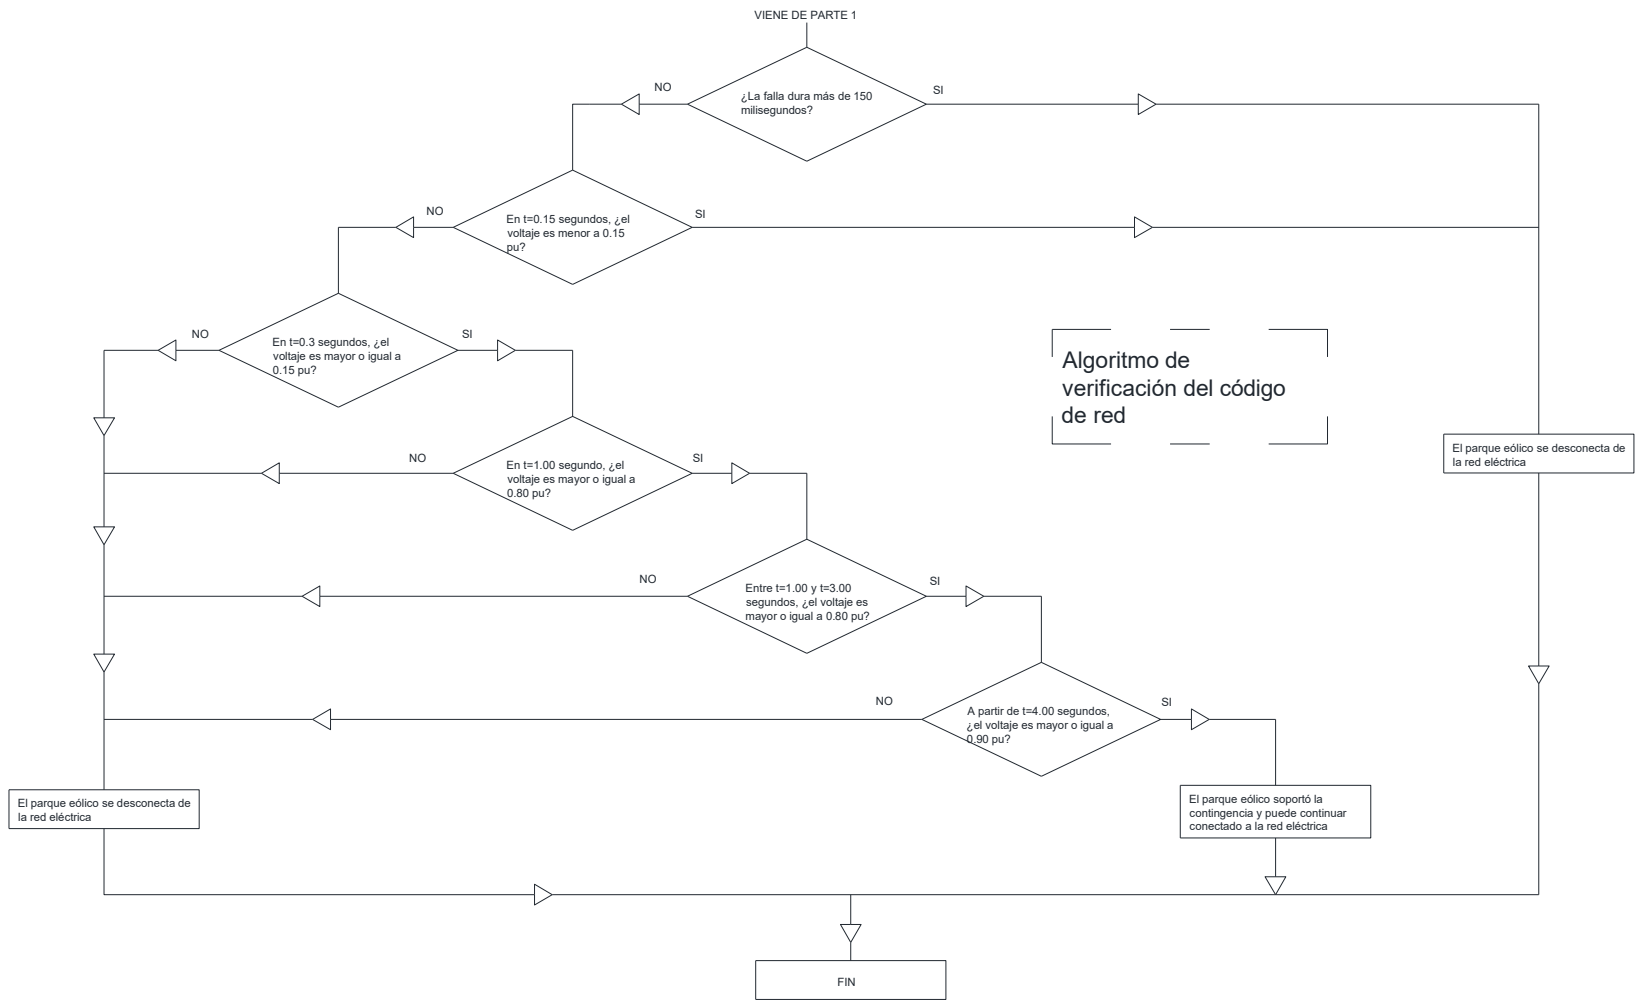 VIENE DE PARTE 1
NO
SI
¿La falla dura más de 150
milisegundos?
NO
SI
En t=0.15 segundos, ¿el
voltaje es menor a 0.15
pu?
NO
SI
En t=0.3 segundos, ¿el
voltaje es mayor o igual a
0.15 pu?
Algoritmo de
verificación del código
de red
El parque eólico se desconecta de
la red eléctrica
NO
SI
En t=1.00 segundo, ¿el
voltaje es mayor o igual a
0.80 pu?
NO
SI
Entre t=1.00 y t=3.00
segundos, ¿el voltaje es
mayor o igual a 0.80 pu?
NO
SI
A partir de t=4.00 segundos,
¿el voltaje es mayor o igual a
0.90 pu?
El parque eólico se desconecta de
la red eléctrica
El parque eólico soportó la
contingencia y puede continuar
conectado a la red eléctrica
FIN